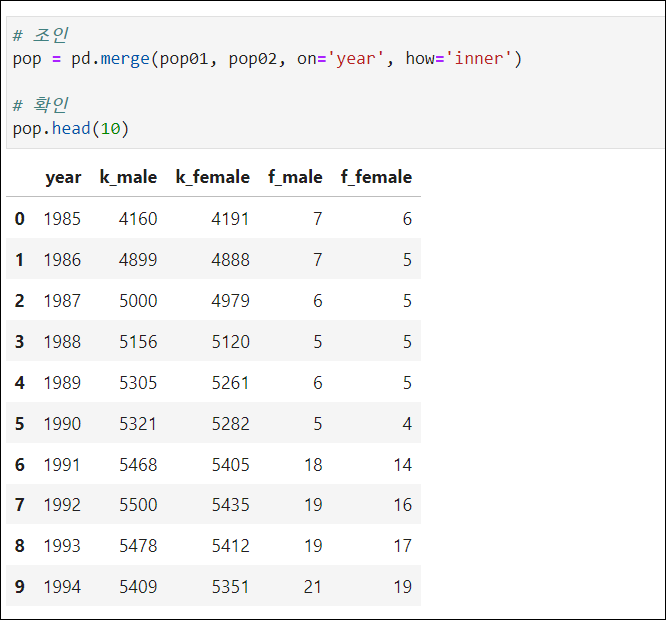 # 조인
pop = pd.merge(pop01, pop02, on='year', how='inner')
# 확인
pop.head(10)
year k_male k_female f_male f_female
0 1985 4160 4191 7 6
1 1986 4899 4888 7 5
2 1987 5000 4979 6 5
3 1988 5156 5120 5 5
4 1989 5305 5261 6 5
5 1990 5321 5282 5 4
6 1991 5468 5405 18 14
7 1992 5500 5435 19 16
8 1993 5478 5412 19 17
9 1994 5409 5351 21 19